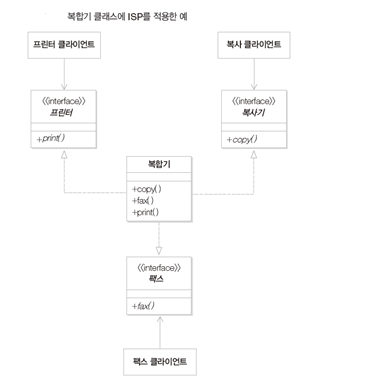 복합기 클래스에 ISP를 적용한 예
프린터 클라이언트
복사 클라이언트
《interface》
프린터
+print()
《interface》
복사기
+copy()
복합기
+copy()
+fax()
+print()
《interface》
팩스
+fax()
팩스 클라이언트